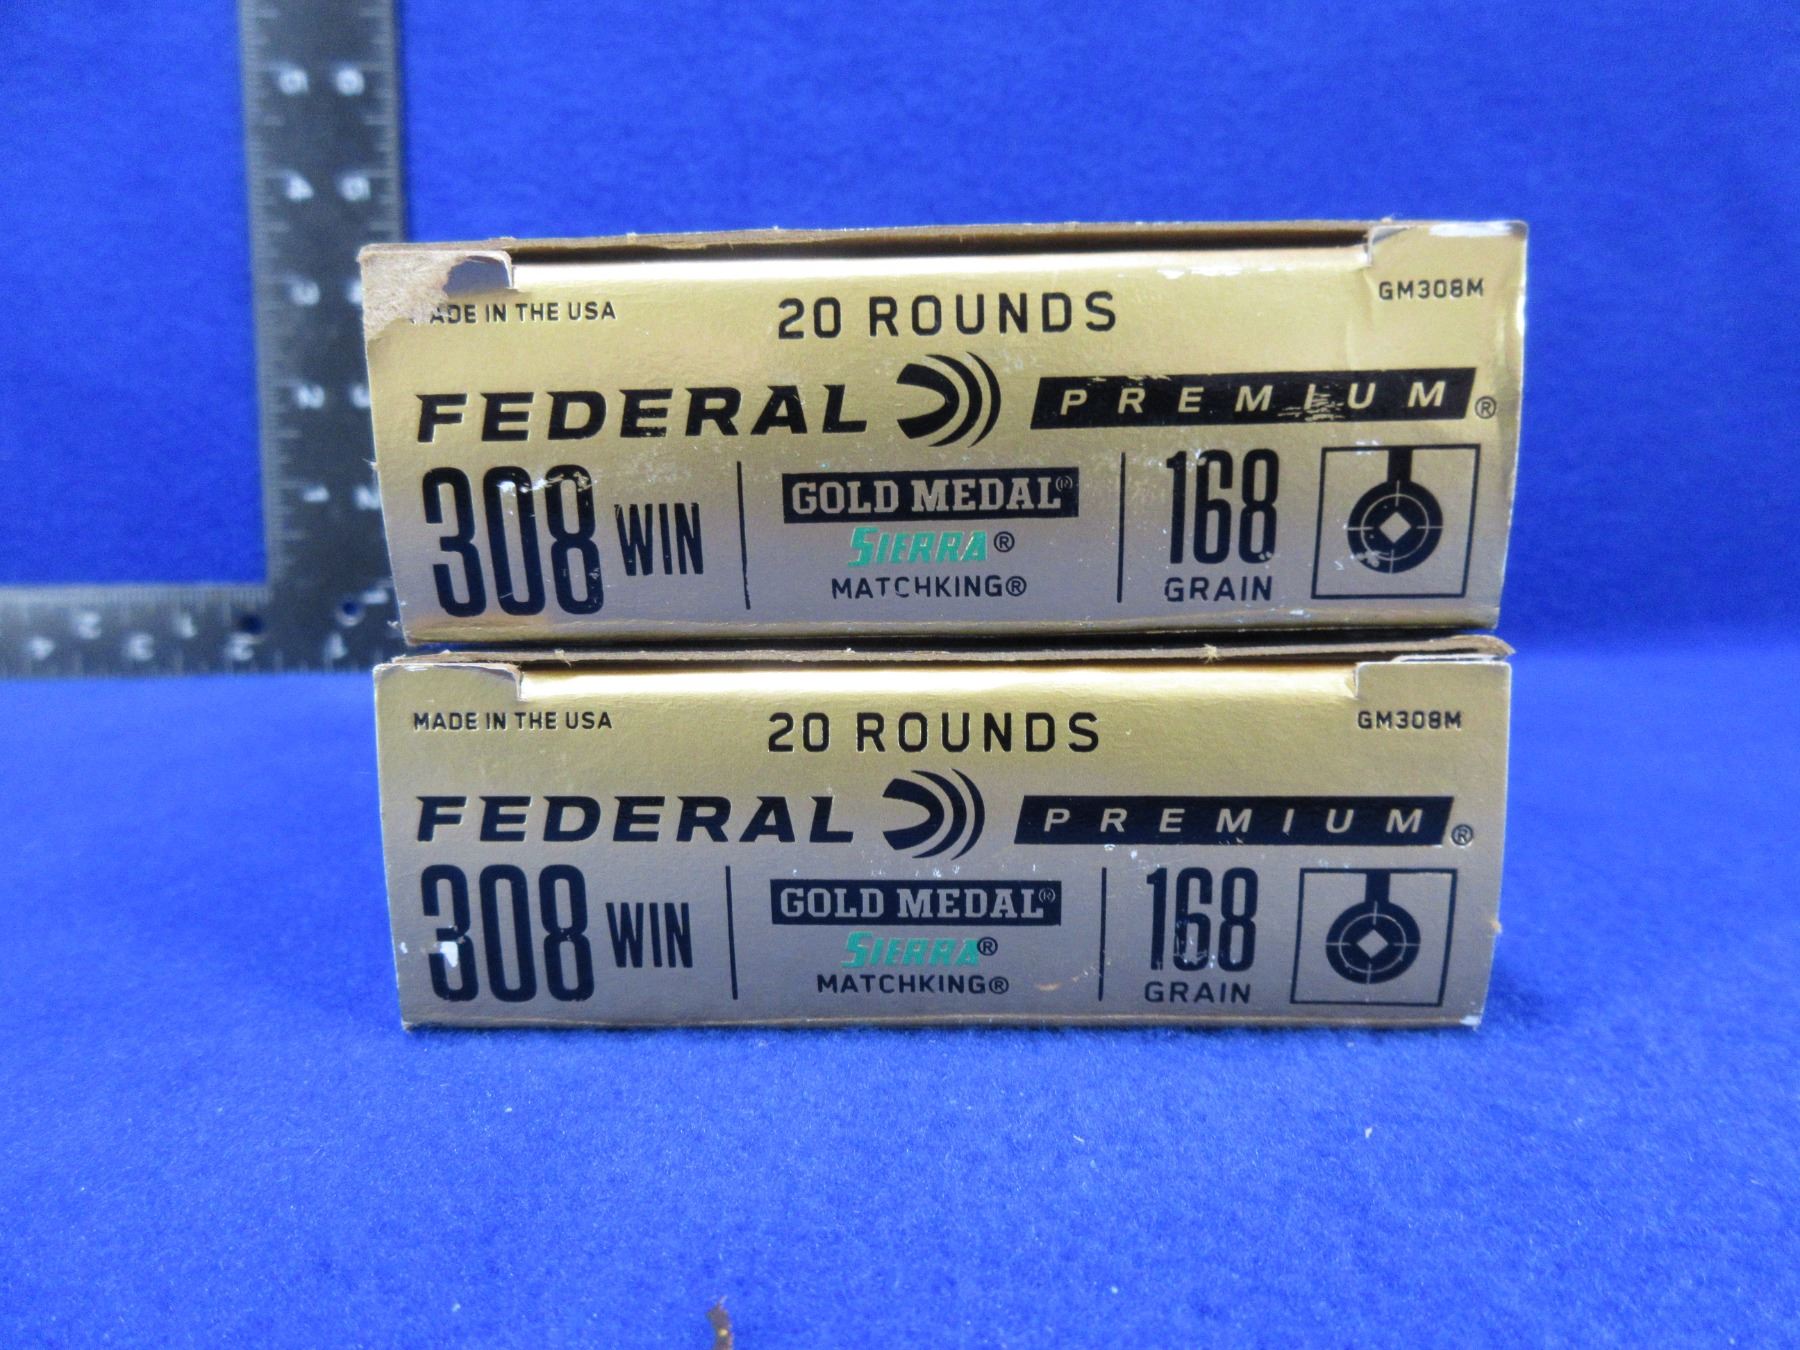 MADE IN THE USA 20 ROUNDS GM308M
FEDERAL PREMIUM®
308 WIN GOLD MEDAL® 168
SIERRA®
MATCHKING® GRAIN
MADE IN THE USA 20 ROUNDS GM308M
FEDERAL PREMIUM®
308 WIN GOLD MEDAL® 168
SIERRA®
MATCHKING® GRAIN